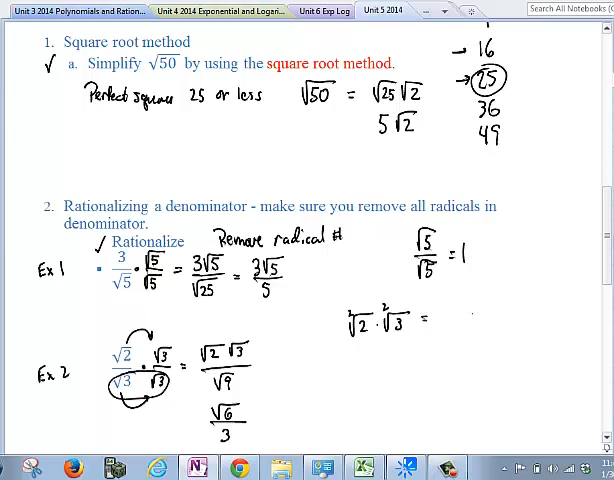 Unit 3 2014 Polynomials and Ration... Unit 4 2014 Exponential and Logari... Unit 6 Exp Log Unit 5 2014 Search All Notebooks
1. Square root method
→ 16
✓ a. Simplify √50 by using the square root method.
→ 25
Perfect square 25 or less √50 = √25 √2
36
5√2
49
2. Rationalizing a denominator - make sure you remove all radicals in
denominator.
✓ Rationalize Remove radical #
Ex 1 3/√5 · √5/√5 = 3√5/√25 = 3√5/5
√5/√5 = 1
²√2 · ²√3 =
Ex 2 √2/√3 · √3/√3 = √2 √3/√9
√6/3